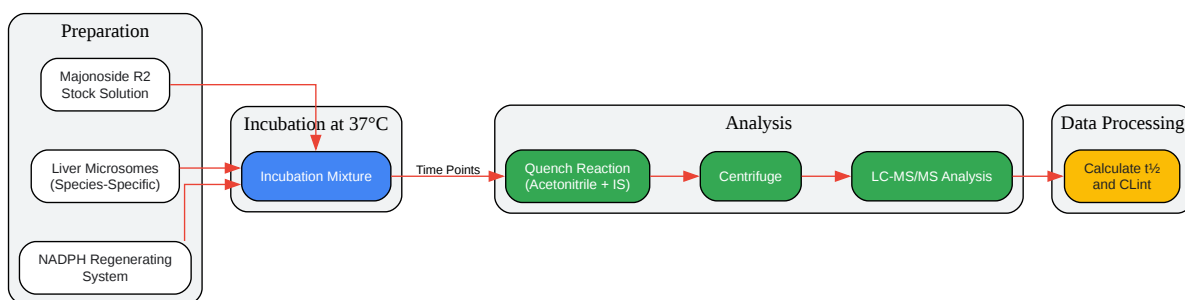 Preparation
Majonoside R2
Stock Solution
Liver Microsomes
(Species-Specific)
NADPH Regenerating
System
Incubation at 37°C
Incubation Mixture
Time Points
Analysis
Quench Reaction
(Acetonitrile + IS)
Centrifuge
LC-MS/MS Analysis
Data Processing
Calculate t½
and CLint